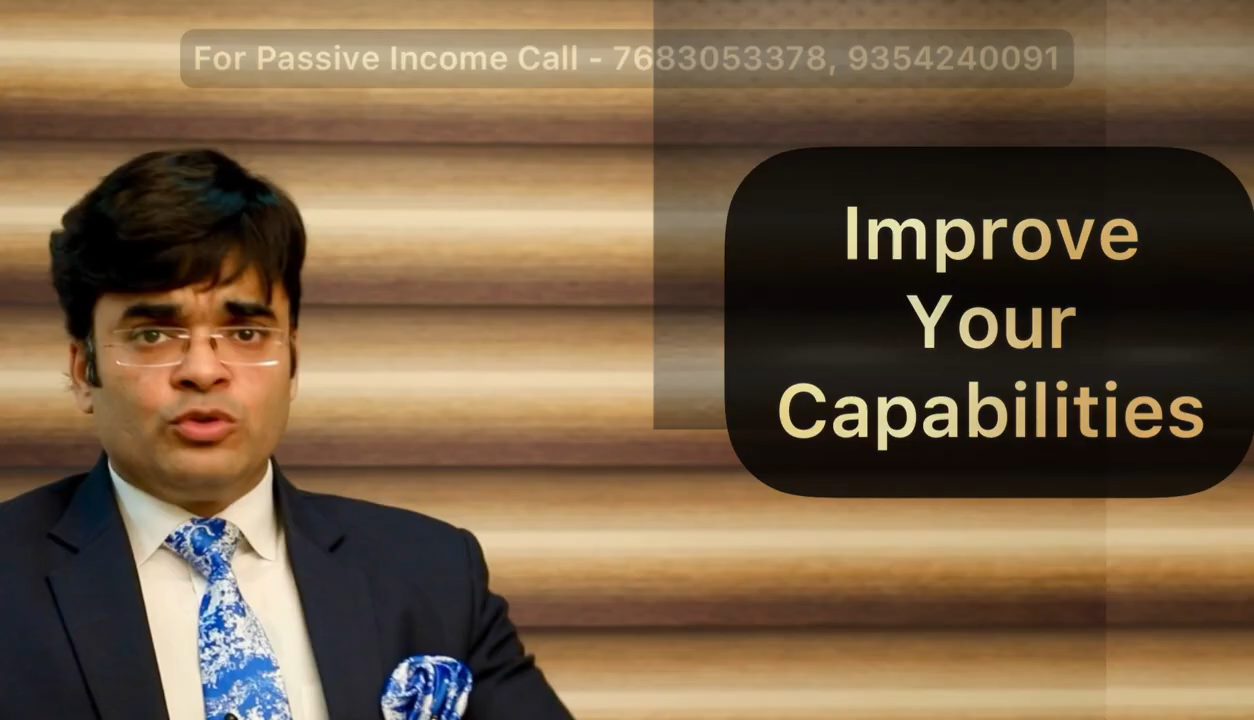 For Passive Income Call - 7683053378, 9354240091
Improve
Your
Capabilities